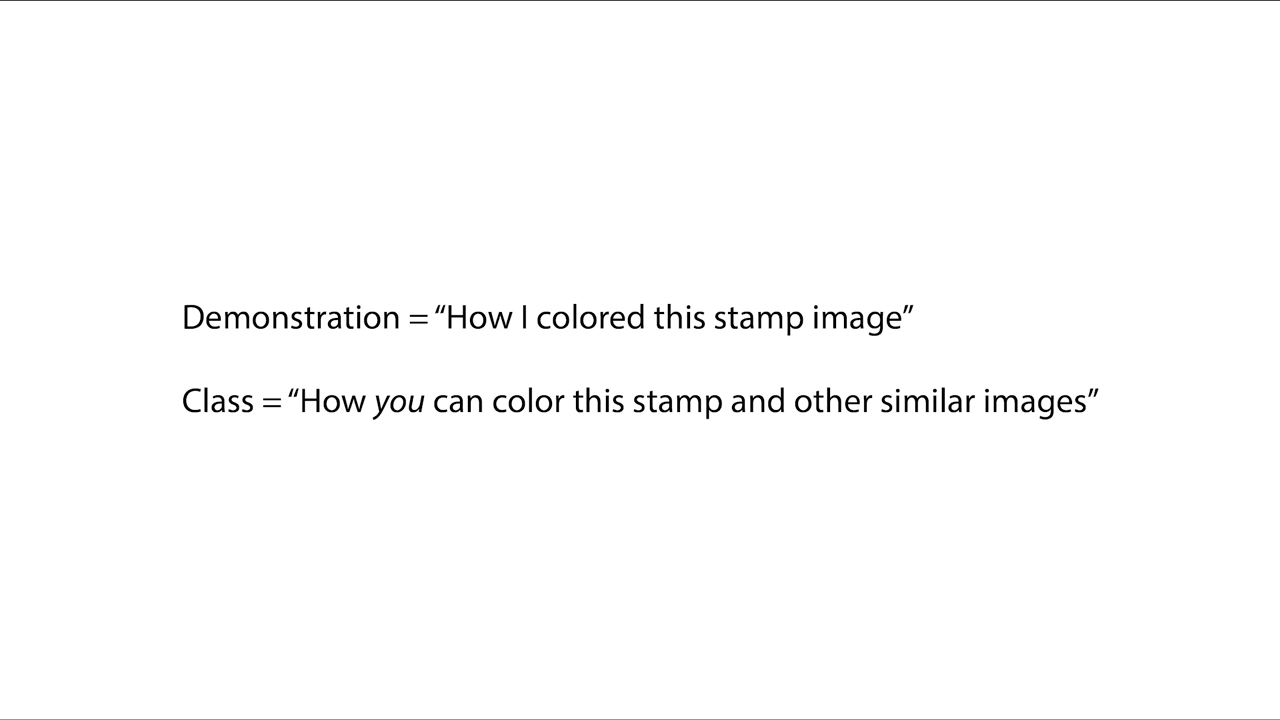 Demonstration = “How I colored this stamp image”
Class = “How you can color this stamp and other similar images”